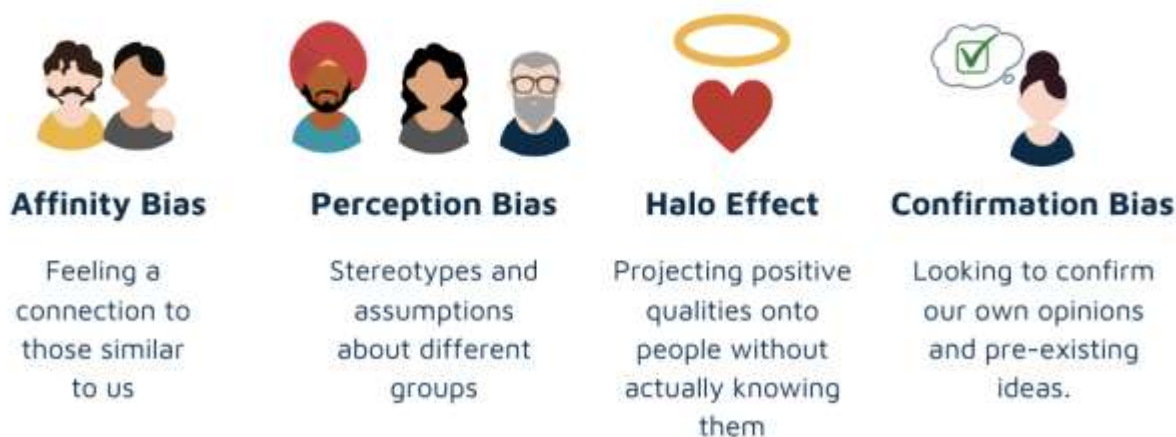 Affinity Bias
Feeling a
connection to
those similar
to us
Perception Bias
Stereotypes and
assumptions
about different
groups
Halo Effect
Projecting positive
qualities onto
people without
actually knowing
them
Confirmation Bias
Looking to confirm
our own opinions
and pre-existing
ideas.